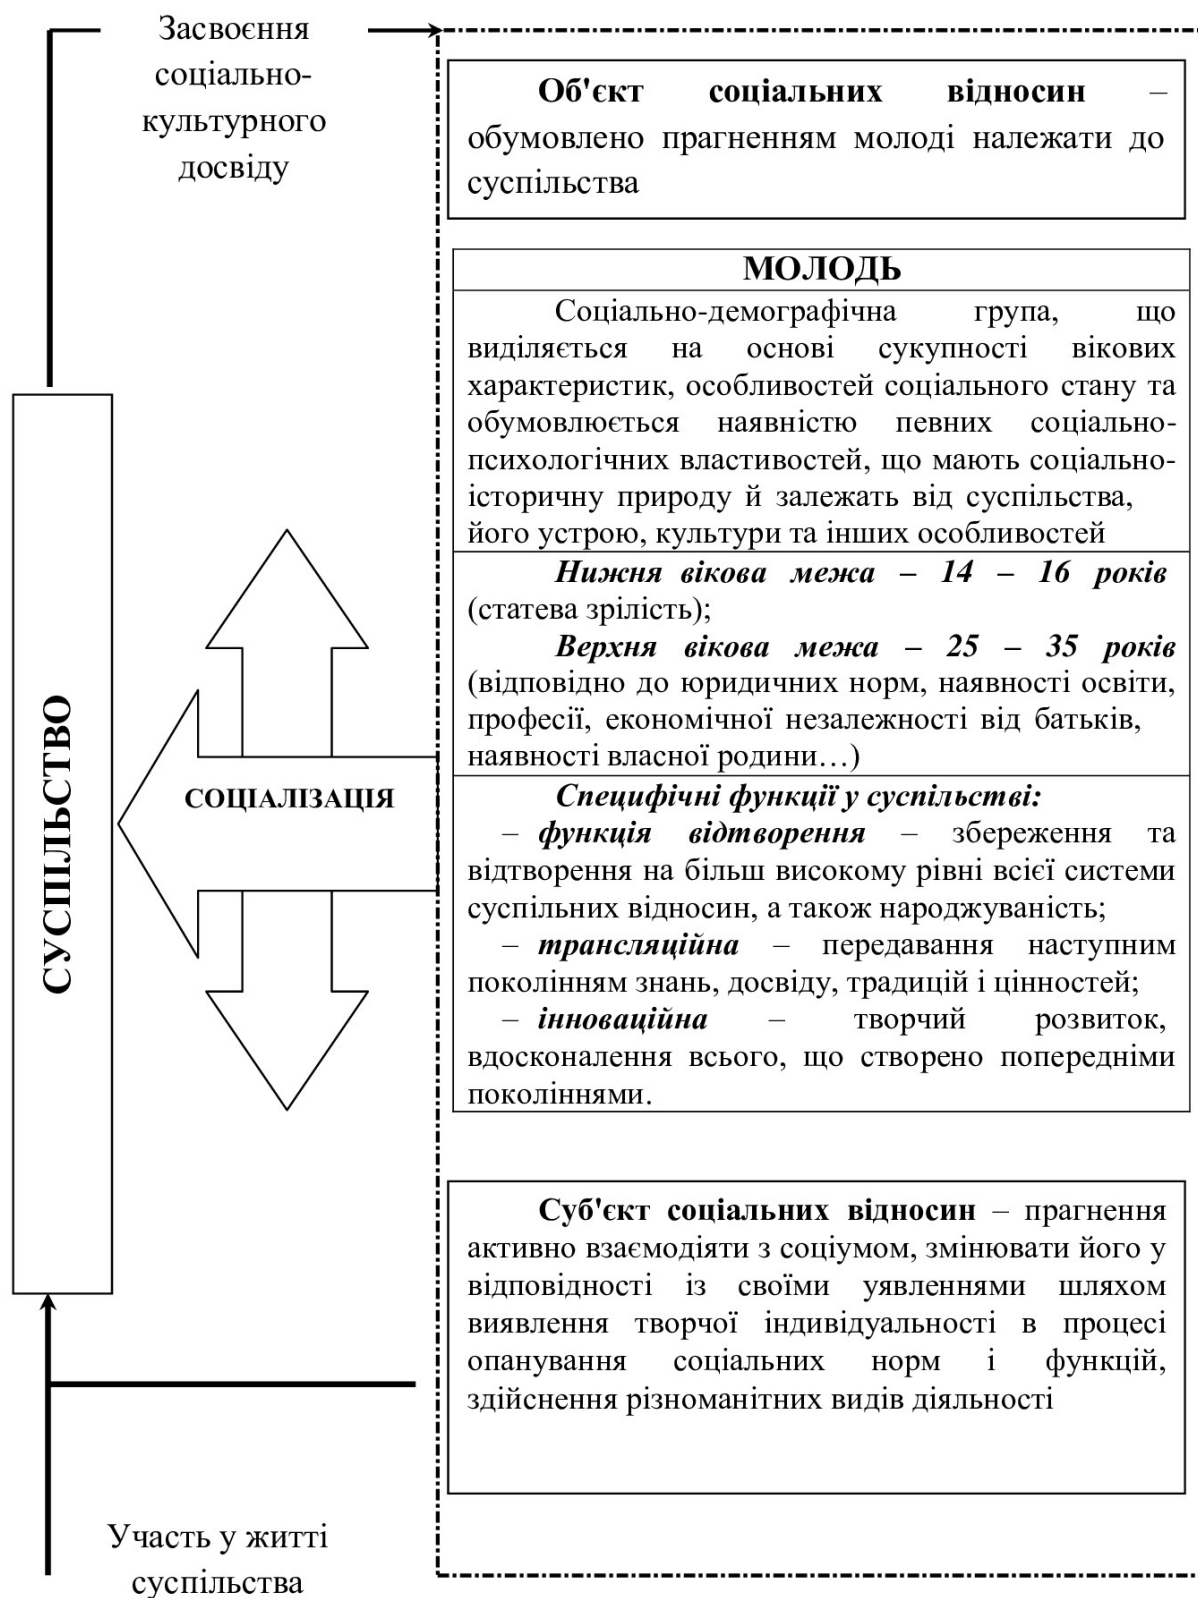 Засвоєння
соціально-
культурного
досвіду
Об'єкт соціальних відносин –
обумовлено прагненням молоді належати до
суспільства
МОЛОДЬ
Соціально-демографічна група, що
виділяється на основі сукупності вікових
характеристик, особливостей соціального стану та
обумовлюється наявністю певних соціально-
психологічних властивостей, що мають соціально-
історичну природу й залежать від суспільства,
його устрою, культури та інших особливостей
Нижня вікова межа – 14 – 16 років
(статева зрілість);
Верхня вікова межа – 25 – 35 років
(відповідно до юридичних норм, наявності освіти,
професії, економічної незалежності від батьків,
наявності власної родини…)
Специфічні функції у суспільстві:
– функція відтворення – збереження та
відтворення на більш високому рівні всієї системи
суспільних відносин, а також народжуваність;
– трансляційна – передавання наступним
поколінням знань, досвіду, традицій і цінностей;
– інноваційна – творчий розвиток,
вдосконалення всього, що створено попередніми
поколіннями.
СУСПІЛЬСТВО
СОЦІАЛІЗАЦІЯ
Суб'єкт соціальних відносин – прагнення
активно взаємодіяти з соціумом, змінювати його у
відповідності із своїми уявленнями шляхом
виявлення творчої індивідуальності в процесі
опанування соціальних норм і функцій,
здійснення різноманітних видів діяльності
Участь у житті
суспільства